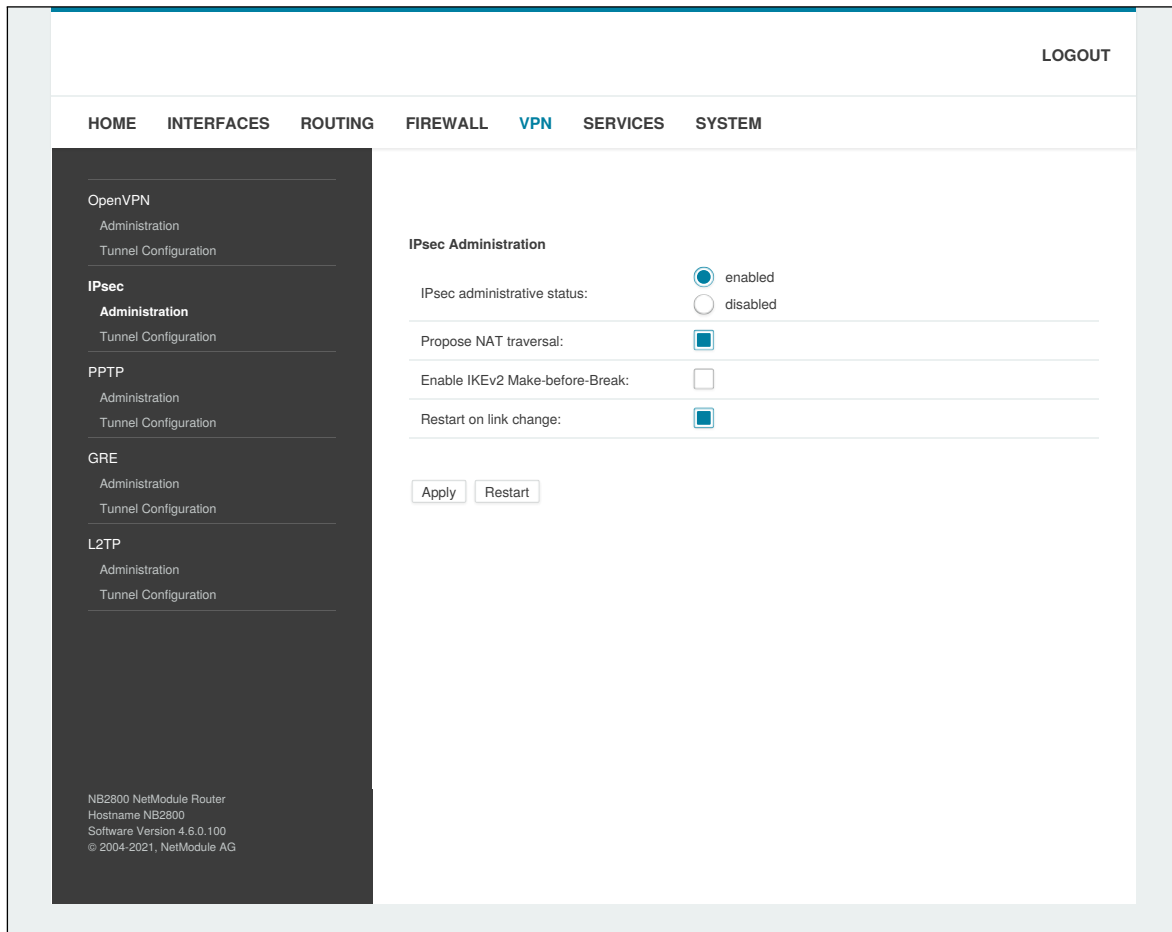 LOGOUT
HOME INTERFACES ROUTING FIREWALL VPN SERVICES SYSTEM
OpenVPN
Administration
Tunnel Configuration
IPsec
Administration
Tunnel Configuration
PPTP
Administration
Tunnel Configuration
GRE
Administration
Tunnel Configuration
L2TP
Administration
Tunnel Configuration
NB2800 NetModule Router
Hostname NB2800
Software Version 4.6.0.100
© 2004-2021, NetModule AG
IPsec Administration
IPsec administrative status:
enabled
disabled
Propose NAT traversal:
Enable IKEv2 Make-before-Break:
Restart on link change:
Apply Restart